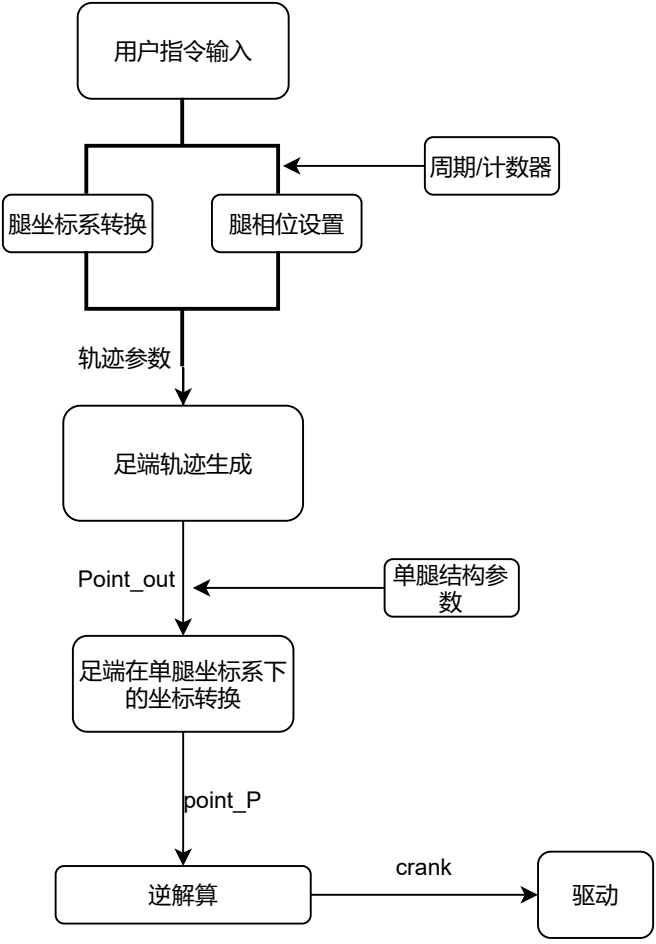 用户指令输入
周期/计数器
腿坐标系转换
腿相位设置
轨迹参数
足端轨迹生成
Point_out
单腿结构参
数
足端在单腿坐标系下
的坐标转换
point_P
crank
逆解算
驱动